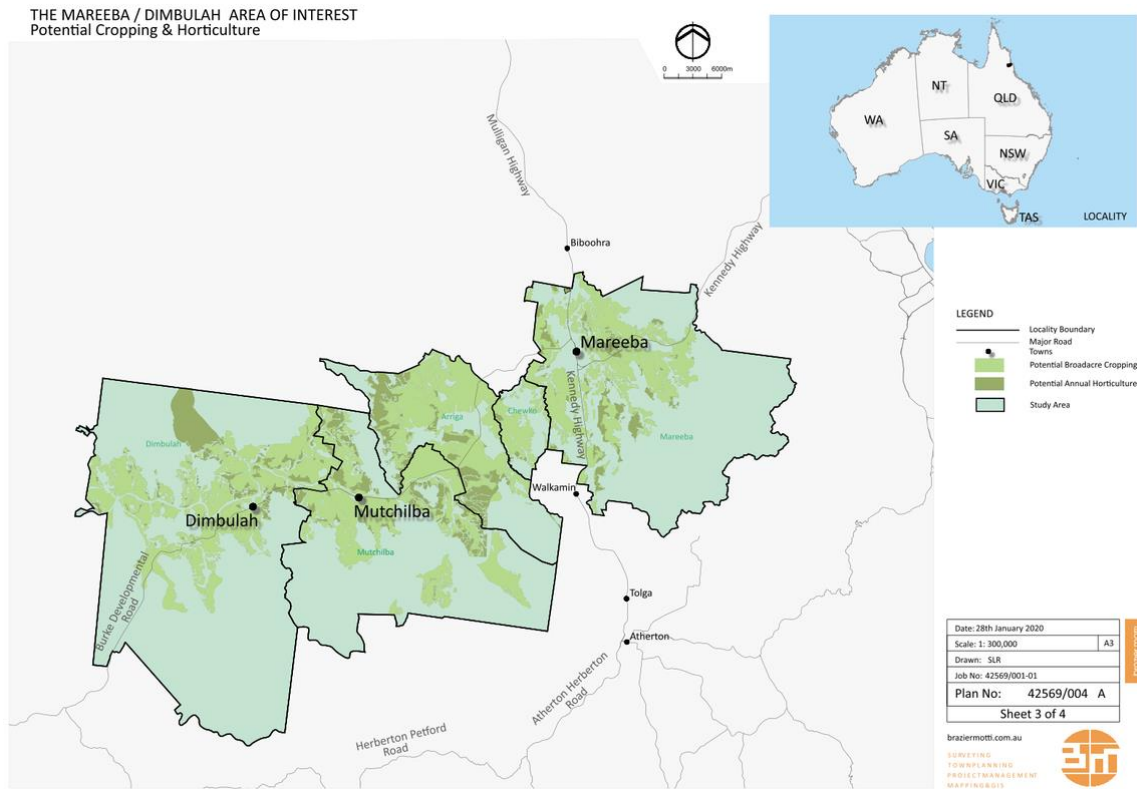 THE MAREEBA / DIMBULAH AREA OF INTEREST
Potential Cropping & Horticulture
0 3000 6000m
WA
NT
QLD
SA
NSW
VIC
TAS
LOCALITY
Mulligan Highway
Biboohra
Kennedy Highway
Mareeba
Kennedy Highway
Arriga
Chewko
Mareeba
Dimbulah
Walkamin
Dimbulah
Mutchilba
Mutchilba
Burke Developmental
Road
Tolga
Atherton
Atherton Herberton
Road
Herberton Petford
Road
LEGEND
Locality Boundary
Major Road
Towns
Potential Broadacre Cropping
Potential Annual Horticulture
Study Area
Date: 28th January 2020
Scale: 1: 300,000 A3
Drawn: SLR
Job No: 42569/001-01
Plan No: 42569/004 A
Sheet 3 of 4
braziermotti.com.au
SURVEYING
TOWNPLANNING
PROJECTMANAGEMENT
MAPPING&GIS